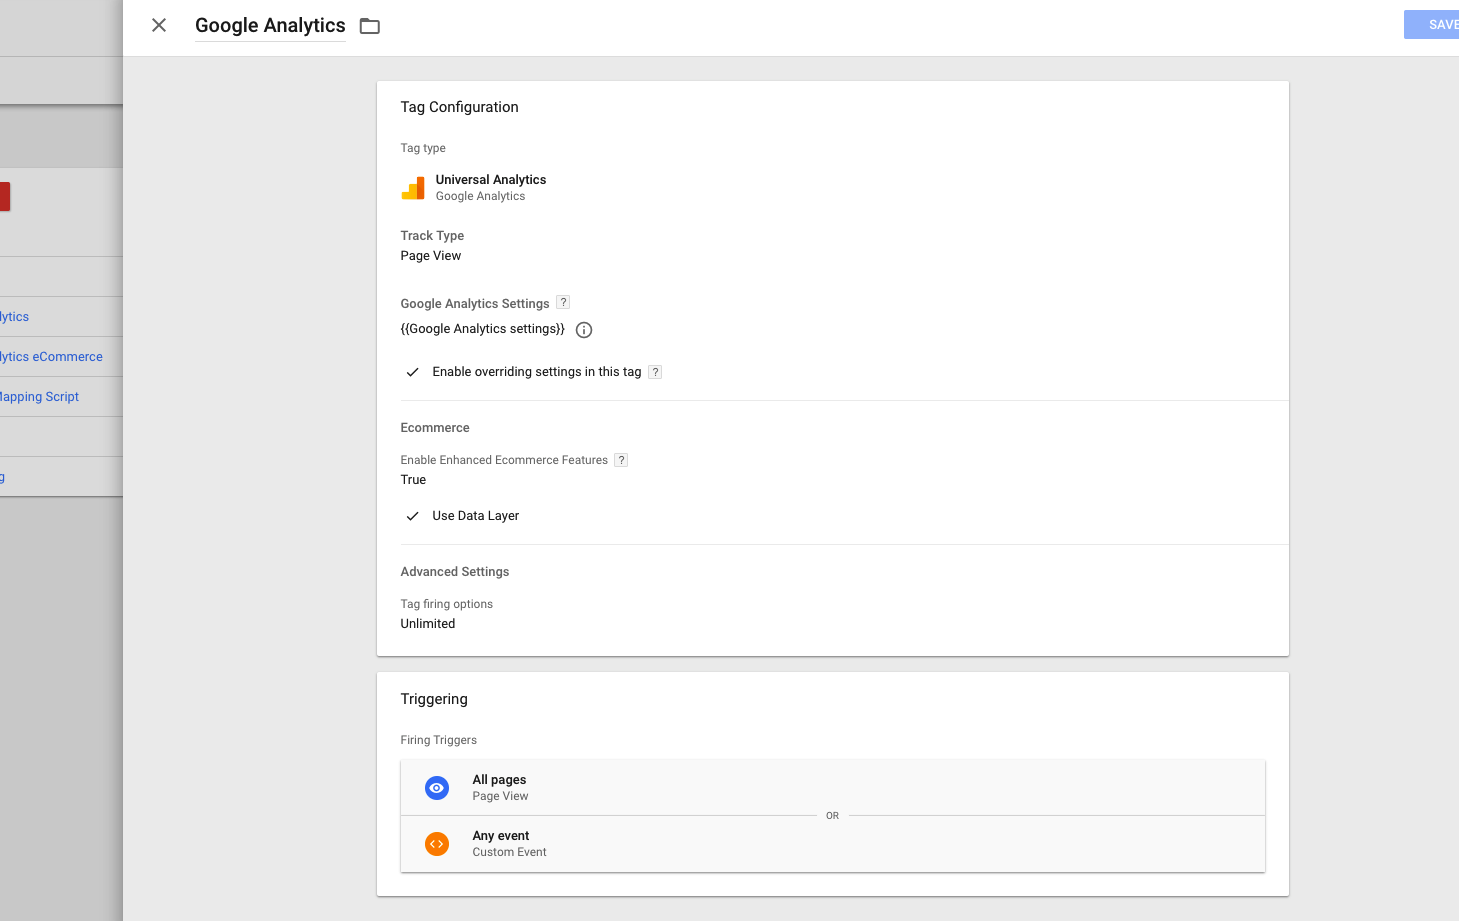 Google Analytics
SAVE
Tag Configuration
Tag type
Universal Analytics
Google Analytics
Track Type
Page View
Google Analytics Settings ?
{{Google Analytics settings}}
Enable overriding settings in this tag ?
lytics
lytics eCommerce
Mapping Script
g
Ecommerce
Enable Enhanced Ecommerce Features ?
True
Use Data Layer
Advanced Settings
Tag firing options
Unlimited
Triggering
Firing Triggers
All pages
Page View
OR
Any event
Custom Event